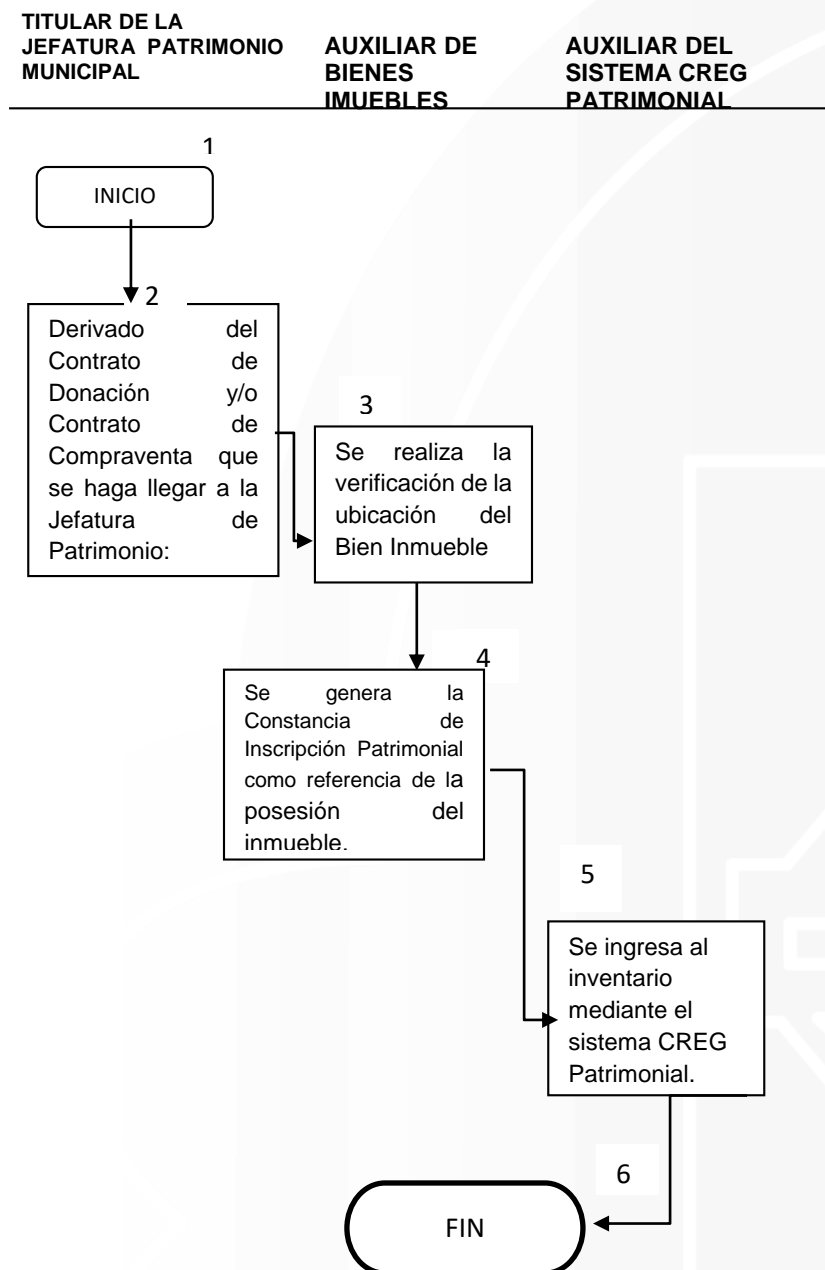 TITULAR DE LA
JEFATURA PATRIMONIO
MUNICIPAL
AUXILIAR DE
BIENES
IMUEBLES
AUXILIAR DEL
SISTEMA CREG
PATRIMONIAL
1
INICIO
2
Derivado del
Contrato de
Donación y/o
Contrato de
Compraventa que
se haga llegar a la
Jefatura de
Patrimonio:
3
Se realiza la
verificación de la
ubicación del
Bien Inmueble
4
Se genera la
Constancia de
Inscripción Patrimonial
como referencia de la
posesión del
inmueble.
5
Se ingresa al
inventario
mediante el
sistema CREG
Patrimonial.
6
FIN